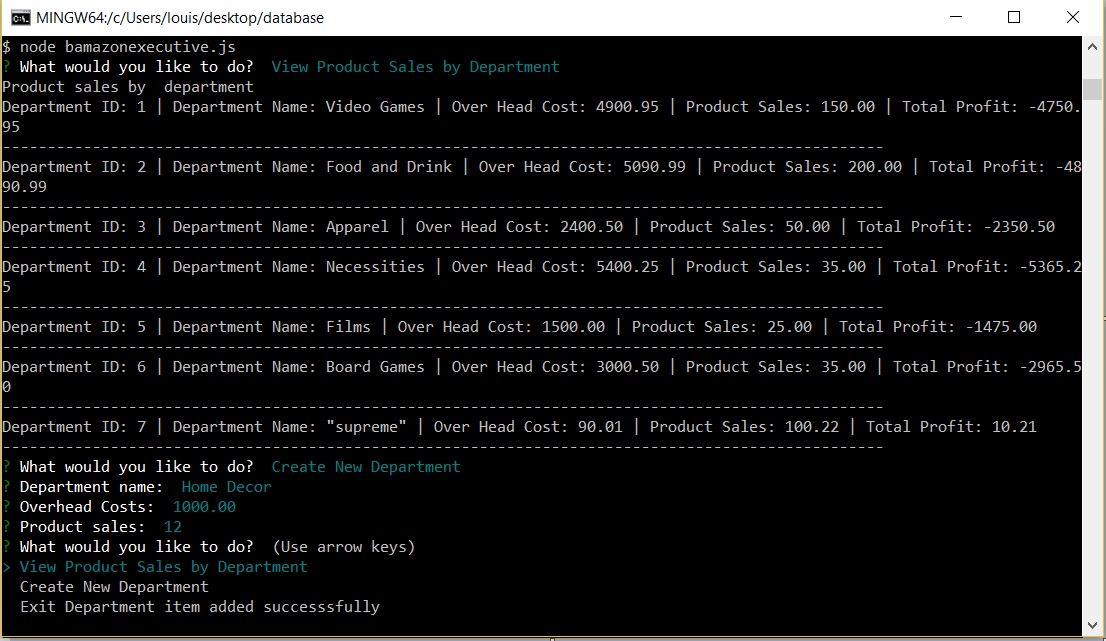 MINGW64:/c/Users/louis/desktop/database
$ node bamazonexecutive.js
? What would you like to do?  View Product Sales by Department
Product sales by  department
Department ID: 1 | Department Name: Video Games | Over Head Cost: 4900.95 | Product Sales: 150.00 | Total Profit: -4750.
95
--------------------------------------------------------------------------------------------------
Department ID: 2 | Department Name: Food and Drink | Over Head Cost: 5090.99 | Product Sales: 200.00 | Total Profit: -48
90.99
--------------------------------------------------------------------------------------------------
Department ID: 3 | Department Name: Apparel | Over Head Cost: 2400.50 | Product Sales: 50.00 | Total Profit: -2350.50
--------------------------------------------------------------------------------------------------
Department ID: 4 | Department Name: Necessities | Over Head Cost: 5400.25 | Product Sales: 35.00 | Total Profit: -5365.2
5
--------------------------------------------------------------------------------------------------
Department ID: 5 | Department Name: Films | Over Head Cost: 1500.00 | Product Sales: 25.00 | Total Profit: -1475.00
--------------------------------------------------------------------------------------------------
Department ID: 6 | Department Name: Board Games | Over Head Cost: 3000.50 | Product Sales: 35.00 | Total Profit: -2965.5
0
--------------------------------------------------------------------------------------------------
Department ID: 7 | Department Name: "supreme" | Over Head Cost: 90.01 | Product Sales: 100.22 | Total Profit: 10.21
--------------------------------------------------------------------------------------------------
? What would you like to do?  Create New Department
? Department name:  Home Decor
? Overhead Costs:  1000.00
? Product sales:  12
? What would you like to do?  (Use arrow keys)
> View Product Sales by Department
  Create New Department
  Exit Department item added successsfully